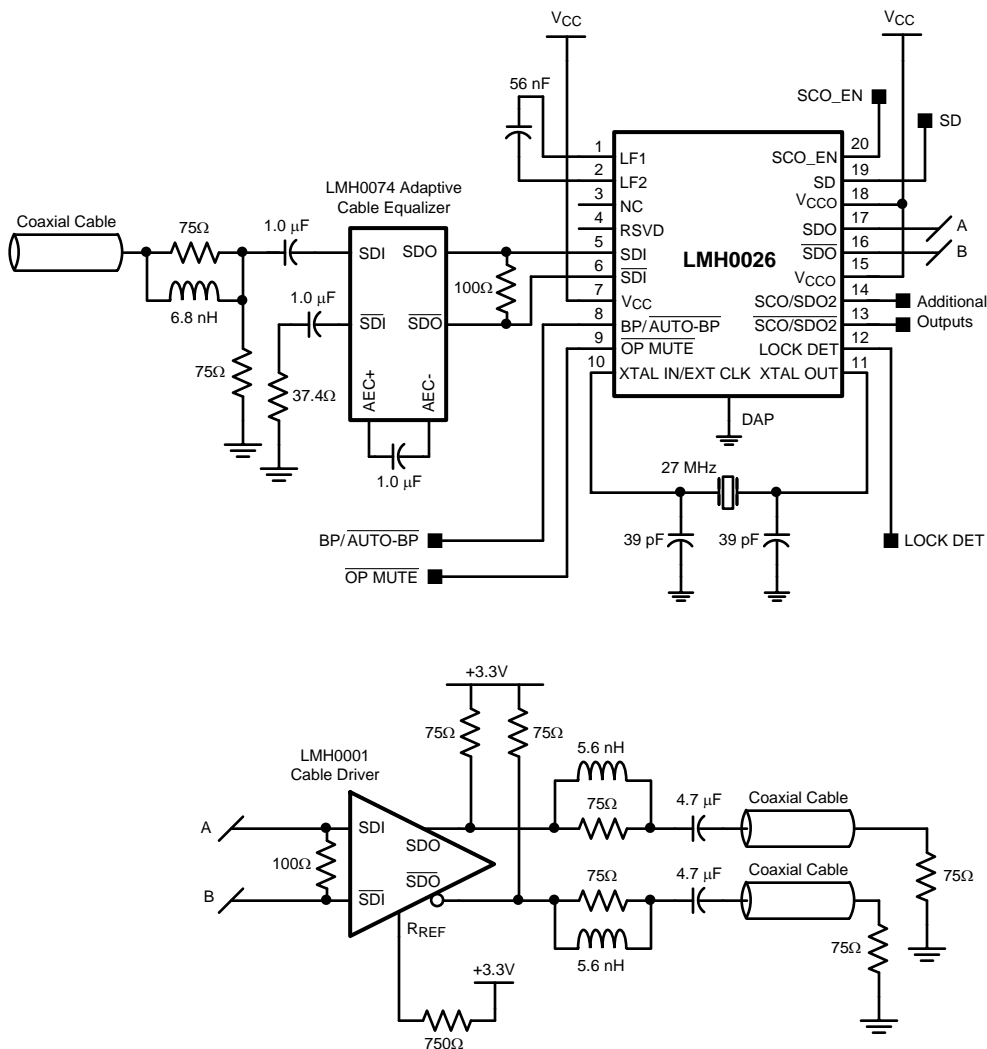 VCC
VCC
56 nF
SCO_EN
SD
1
LF1
2
LF2
3
NC
4
RSVD
5
SDI
6
SDI
7
VCC
8
BP/AUTO-BP
9
OP MUTE
10
XTAL IN/EXT CLK
LMH0026
20
SCO_EN
19
SD
18
VCCO
17
SDO
16
SDO
15
VCCO
14
SCO/SDO2
13
SCO/SDO2
12
LOCK DET
11
XTAL OUT
A
B
Additional
Outputs
DAP
LMH0074 Adaptive
Cable Equalizer
Coaxial Cable
75Ω
1.0 µF
6.8 nH
75Ω
1.0 µF
37.4Ω
SDI
SDO
SDI
SDO
AEC+
AEC-
1.0 µF
100Ω
27 MHz
39 pF
39 pF
BP/AUTO-BP
OP MUTE
LOCK DET
+3.3V
75Ω
75Ω
LMH0001
Cable Driver
A
B
100Ω
SDI
SDO
SDO
SDI
RREF
+3.3V
750Ω
5.6 nH
75Ω
4.7 µF
Coaxial Cable
75Ω
75Ω
4.7 µF
Coaxial Cable
5.6 nH
75Ω